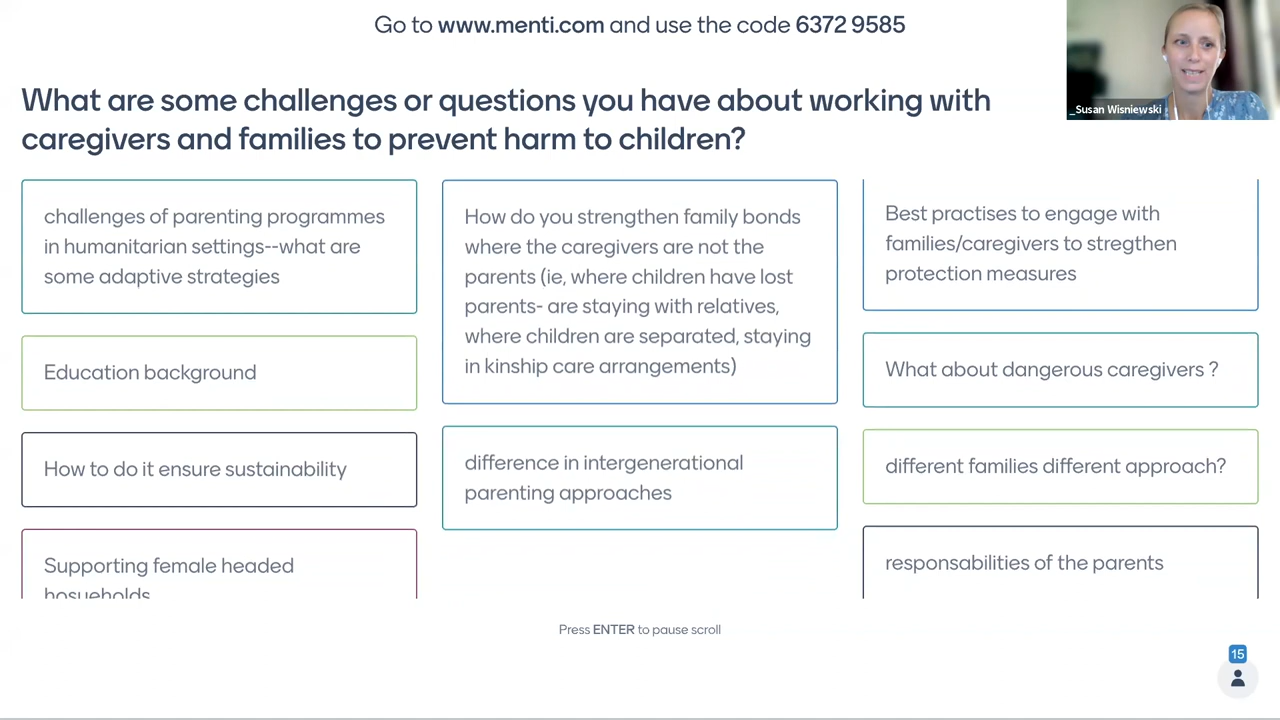 Go to www.menti.com and use the code 6372 9585
_Susan Wisniewski
What are some challenges or questions you have about working with
caregivers and families to prevent harm to children?
challenges of parenting programmes
in humanitarian settings--what are
some adaptive strategies
Education background
How to do it ensure sustainability
Supporting female headed
hosueholds
How do you strengthen family bonds
where the caregivers are not the
parents (ie, where children have lost
parents- are staying with relatives,
where children are separated, staying
in kinship care arrangements)
difference in intergenerational
parenting approaches
Best practises to engage with
families/caregivers to stregthen
protection measures
What about dangerous caregivers ?
different families different approach?
responsabilities of the parents
Press ENTER to pause scroll
15